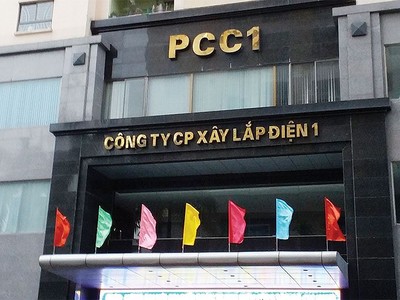 PCC1
CÔNG TY CP XÂY LẮP ĐIỆN 1